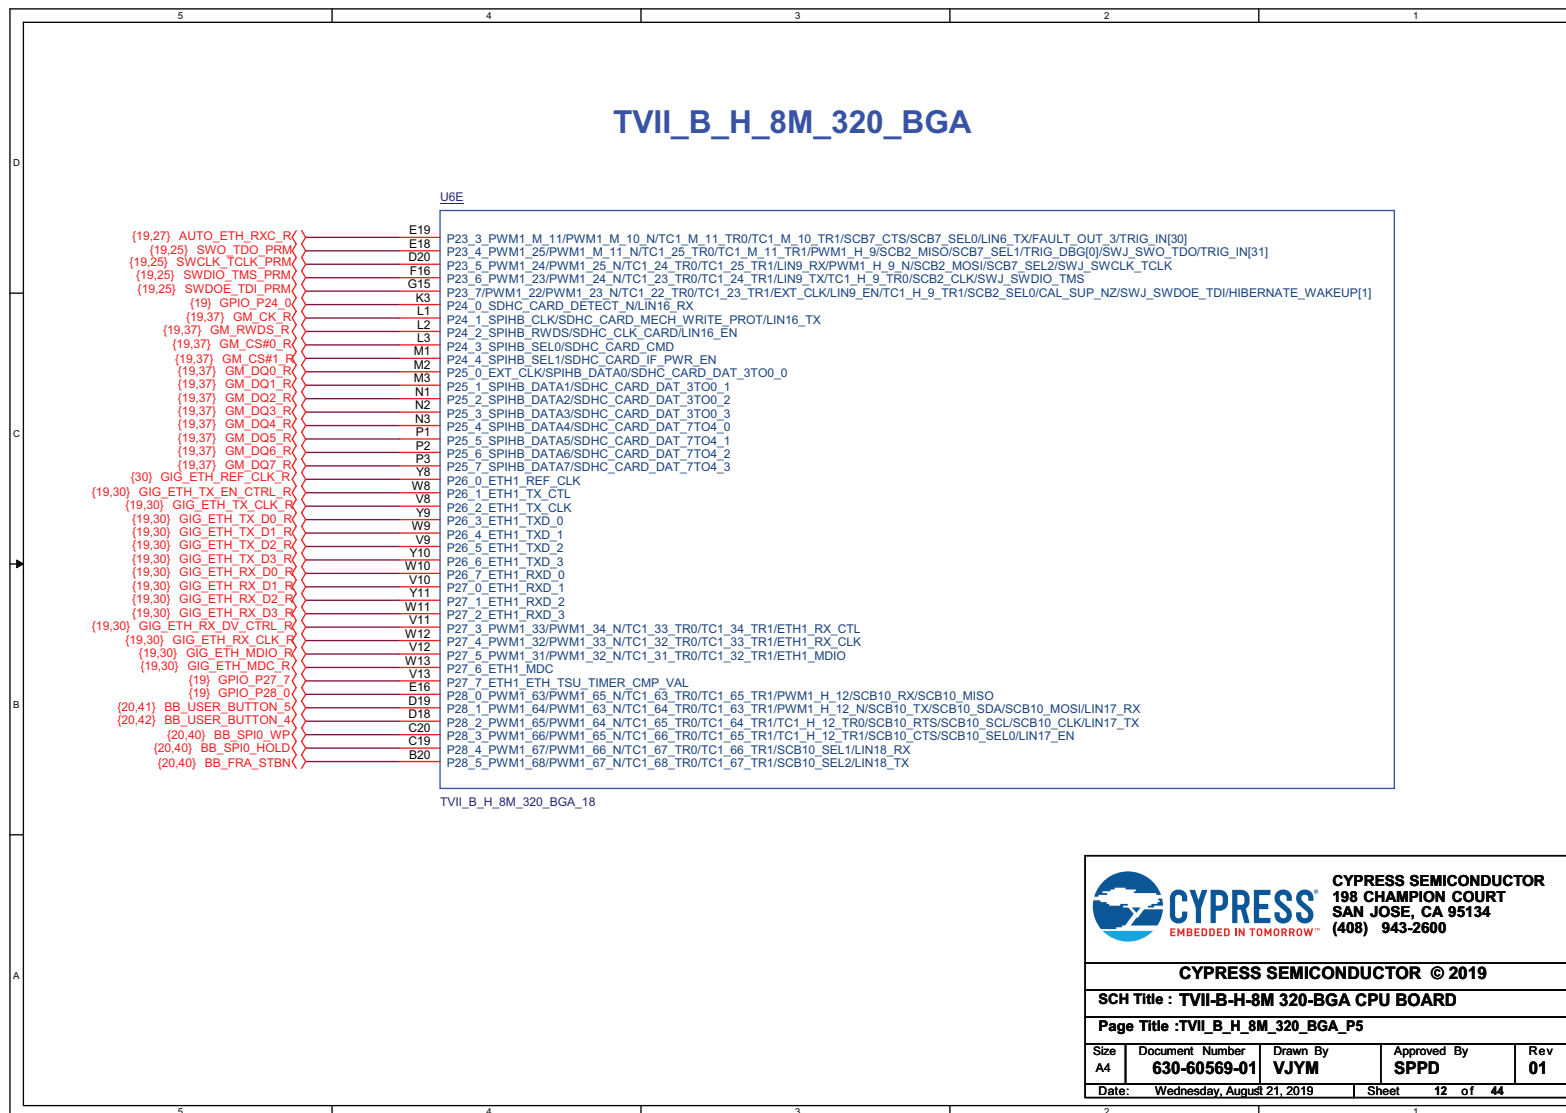 5 4 3 2 1
TVII_B_H_8M_320_BGA
D
U6E
{19,27} AUTO_ETH_RXC_R E19 P23_3_PWM1_M_11/PWM1_M_10_N/TC1_M_11_TR0/TC1_M_10_TR1/SCB7_CTS/SCB7_SEL0/LIN6_TX/FAULT_OUT_3/TRIG_IN[30]
{19,25} SWO_TDO_PRM E18 P23_4_PWM1_25/PWM1_M_11_N/TC1_25_TR0/TC1_M_11_TR1/PWM1_H_9/SCB2_MISO/SCB7_SEL1/TRIG_DBG[0]/SWJ_SWO_TDO/TRIG_IN[31]
{19,25} SWCLK_TCLK_PRM D20 P23_5_PWM1_24/PWM1_25_N/TC1_24_TR0/TC1_25_TR1/LIN9_RX/PWM1_H_9_N/SCB2_MOSI/SCB7_SEL2/SWJ_SWCLK_TCLK
{19,25} SWDIO_TMS_PRM F16 P23_6_PWM1_23/PWM1_24_N/TC1_23_TR0/TC1_24_TR1/LIN9_TX/TC1_H_9_TR0/SCB2_CLK/SWJ_SWDIO_TMS
{19,25} SWDOE_TDI_PRM G15 P23_7/PWM1_22/PWM1_23_N/TC1_22_TR0/TC1_23_TR1/EXT_CLK/LIN9_EN/TC1_H_9_TR1/SCB2_SEL0/CAL_SUP_NZ/SWJ_SWDOE_TDI/HIBERNATE_WAKEUP[1]
{19} GPIO_P24_0 K3 P24_0_SDHC_CARD_DETECT_N/LIN16_RX
{19,37} GM_CK_R L1 P24_1_SPIHB_CLK/SDHC_CARD_MECH_WRITE_PROT/LIN16_TX
{19,37} GM_RWDS_R L2 P24_2_SPIHB_RWDS/SDHC_CLK_CARD/LIN16_EN
{19,37} GM_CS#0_R L3 P24_3_SPIHB_SEL0/SDHC_CARD_CMD
{19,37} GM_CS#1_R M1 P24_4_SPIHB_SEL1/SDHC_CARD_IF_PWR_EN
{19,37} GM_DQ0_R M2 P25_0_EXT_CLK/SPIHB_DATA0/SDHC_CARD_DAT_3TO0_0
{19,37} GM_DQ1_R M3 P25_1_SPIHB_DATA1/SDHC_CARD_DAT_3TO0_1
{19,37} GM_DQ2_R N1 P25_2_SPIHB_DATA2/SDHC_CARD_DAT_3TO0_2
{19,37} GM_DQ3_R N2 P25_3_SPIHB_DATA3/SDHC_CARD_DAT_3TO0_3
{19,37} GM_DQ4_R N3 P25_4_SPIHB_DATA4/SDHC_CARD_DAT_7TO4_0
{19,37} GM_DQ5_R P1 P25_5_SPIHB_DATA5/SDHC_CARD_DAT_7TO4_1
{19,37} GM_DQ6_R P2 P25_6_SPIHB_DATA6/SDHC_CARD_DAT_7TO4_2
{19,37} GM_DQ7_R P3 P25_7_SPIHB_DATA7/SDHC_CARD_DAT_7TO4_3
{30} GIG_ETH_REF_CLK_R Y8 P26_0_ETH1_REF_CLK
{19,30} GIG_ETH_TX_EN_CTRL_R W8 P26_1_ETH1_TX_CTL
{19,30} GIG_ETH_TX_CLK_R V8 P26_2_ETH1_TX_CLK
{19,30} GIG_ETH_TX_D0_R Y9 P26_3_ETH1_TXD_0
{19,30} GIG_ETH_TX_D1_R W9 P26_4_ETH1_TXD_1
{19,30} GIG_ETH_TX_D2_R V9 P26_5_ETH1_TXD_2
{19,30} GIG_ETH_TX_D3_R Y10 P26_6_ETH1_TXD_3
{19,30} GIG_ETH_RX_D0_R W10 P26_7_ETH1_RXD_0
{19,30} GIG_ETH_RX_D1_R V10 P27_0_ETH1_RXD_1
{19,30} GIG_ETH_RX_D2_R Y11 P27_1_ETH1_RXD_2
{19,30} GIG_ETH_RX_D3_R W11 P27_2_ETH1_RXD_3
{19,30} GIG_ETH_RX_DV_CTRL_R V11 P27_3_PWM1_33/PWM1_34_N/TC1_33_TR0/TC1_34_TR1/ETH1_RX_CTL
{19,30} GIG_ETH_RX_CLK_R W12 P27_4_PWM1_32/PWM1_33_N/TC1_32_TR0/TC1_33_TR1/ETH1_RX_CLK
{19,30} GIG_ETH_MDIO_R V12 P27_5_PWM1_31/PWM1_32_N/TC1_31_TR0/TC1_32_TR1/ETH1_MDIO
{19,30} GIG_ETH_MDC_R W13 P27_6_ETH1_MDC
{19} GPIO_P27_7 V13 P27_7_ETH1_ETH_TSU_TIMER_CMP_VAL
{19} GPIO_P28_0 E16 P28_0_PWM1_63/PWM1_65_N/TC1_63_TR0/TC1_65_TR1/PWM1_H_12/SCB10_RX/SCB10_MISO
{20,41} BB_USER_BUTTON_5 D19 P28_1_PWM1_64/PWM1_63_N/TC1_64_TR0/TC1_63_TR1/PWM1_H_12_N/SCB10_TX/SCB10_SDA/SCB10_MOSI/LIN17_RX
{20,42} BB_USER_BUTTON_4 D18 P28_2_PWM1_65/PWM1_64_N/TC1_65_TR0/TC1_64_TR1/TC1_H_12_TR0/SCB10_RTS/SCB10_SCL/SCB10_CLK/LIN17_TX
{20,40} BB_SPI0_WP C20 P28_3_PWM1_66/PWM1_65_N/TC1_66_TR0/TC1_65_TR1/TC1_H_12_TR1/SCB10_CTS/SCB10_SEL0/LIN17_EN
{20,40} BB_SPI0_HOLD C19 P28_4_PWM1_67/PWM1_66_N/TC1_67_TR0/TC1_66_TR1/SCB10_SEL1/LIN18_RX
{20,40} BB_FRA_STBN B20 P28_5_PWM1_68/PWM1_67_N/TC1_68_TR0/TC1_67_TR1/SCB10_SEL2/LIN18_TX
TVII_B_H_8M_320_BGA_18
C
B
A
CYPRESS®
EMBEDDED IN TOMORROW™
CYPRESS SEMICONDUCTOR
198 CHAMPION COURT
SAN JOSE, CA 95134
(408) 943-2600
CYPRESS SEMICONDUCTOR © 2019
SCH Title : TVII-B-H-8M 320-BGA CPU BOARD
Page Title :TVII_B_H_8M_320_BGA_P5
Size Document Number Drawn By Approved By Rev
A4 630-60569-01 VJYM SPPD 01
Date: Wednesday, August 21, 2019 Sheet 12 of 44
5 4 3 2 1